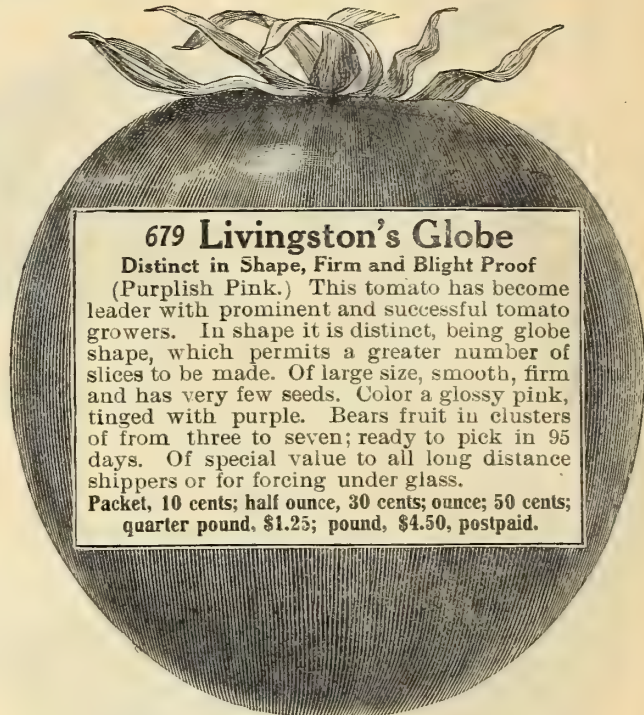 679 Livingston's Globe
Distinct in Shape, Firm and Blight Proof
(Purplish Pink.) This tomato has become
leader with prominent and successful tomato
growers. In shape it is distinct, being globe
shape, which permits a greater number of
slices to be made. Of large size, smooth, firm
and has very few seeds. Color a glossy pink,
tinged with purple. Bears fruit in clusters
of from three to seven; ready to pick in 95
days. Of special value to all long distance
shippers or for forcing under glass.
Packet, 10 cents; half ounce, 30 cents; ounce; 50 cents;
quarter pound, $1.25; pound, $4.50, postpaid.